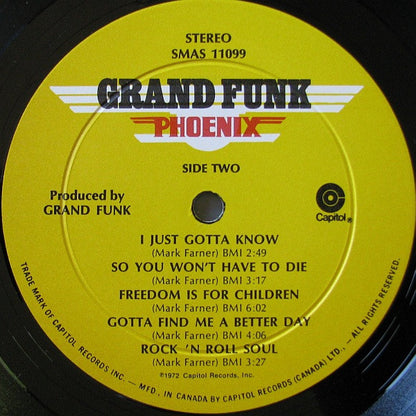 STEREO
SMAS 11099
GRAND FUNK
PHOENIX
SIDE TWO
Produced by
GRAND FUNK
Capitol®
I JUST GOTTA KNOW
(Mark Farner) BMI 2:49
SO YOU WON'T HAVE TO DIE
(Mark Farner) BMI 3:17
FREEDOM IS FOR CHILDREN
(Mark Farner) BMI 6:02
GOTTA FIND ME A BETTER DAY
(Mark Farner) BMI 4:06
ROCK 'N ROLL SOUL
(Mark Farner) BMI 3:27
℗1972 Capitol Records, Inc.
TRADE MARK OF CAPITOL RECORDS INC. — MFD. IN CANADA BY CAPITOL RECORDS (CANADA) LTD., — ALL RIGHTS RESERVED.